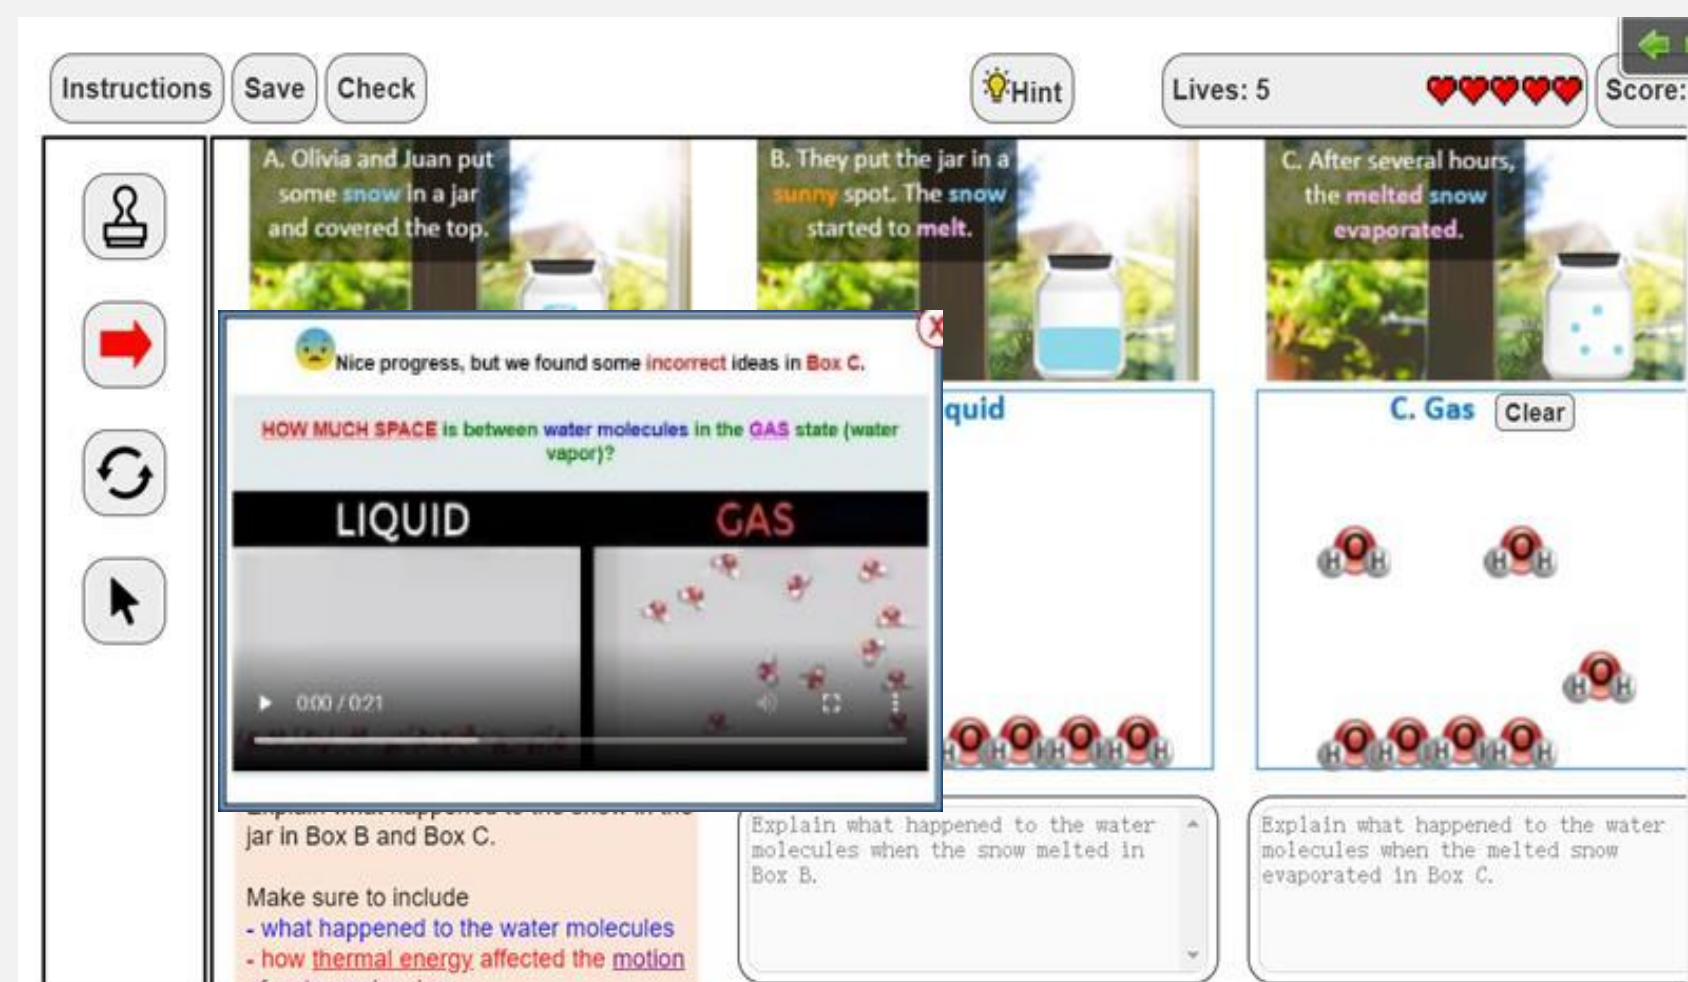 Instructions
Save
Check
Hint
Lives: 5
Score:
A. Olivia and Juan put
some snow in a jar
and covered the top.
B. They put the jar in a
sunny spot. The snow
started to melt.
C. After several hours,
the melted snow
evaporated.
X
Nice progress, but we found some incorrect ideas in Box C.
HOW MUCH SPACE is between water molecules in the GAS state (water
vapor)?
LIQUID
GAS
0:00 / 0:21
quid
C. Gas
Clear
O
H H
O
H H
O
H H
O O O O
H H H H H
O O O O
H H H H H
jar in Box B and Box C.
Make sure to include
- what happened to the water molecules
- how thermal energy affected the motion
Explain what happened to the water
molecules when the snow melted in
Box B.
Explain what happened to the water
molecules when the melted snow
evaporated in Box C.